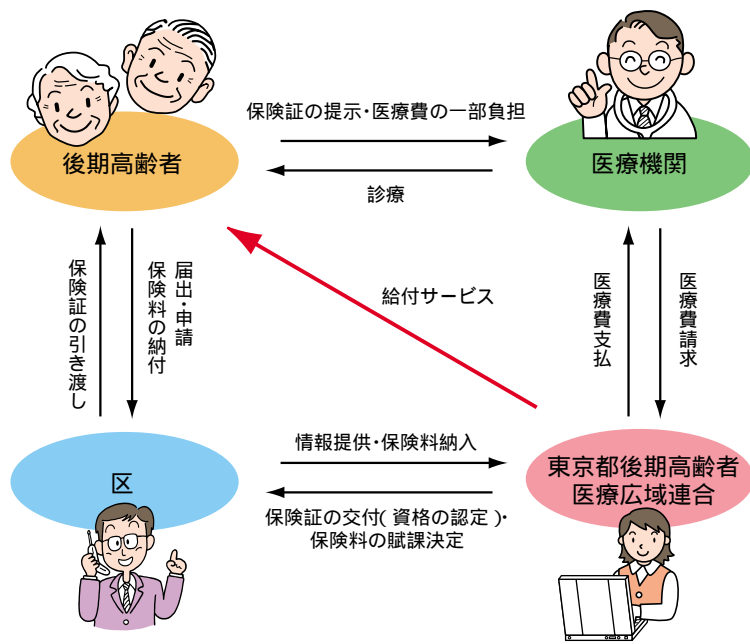 保険証の提示・医療費の一部負担
後期高齢者
医療機関
診療
保険証の引き渡し
届出・申請
保険料の納付
給付サービス
医療費支払
医療費請求
情報提供・保険料納入
区
東京都後期高齢者
医療広域連合
保険証の交付(資格の認定)・
保険料の賦課決定